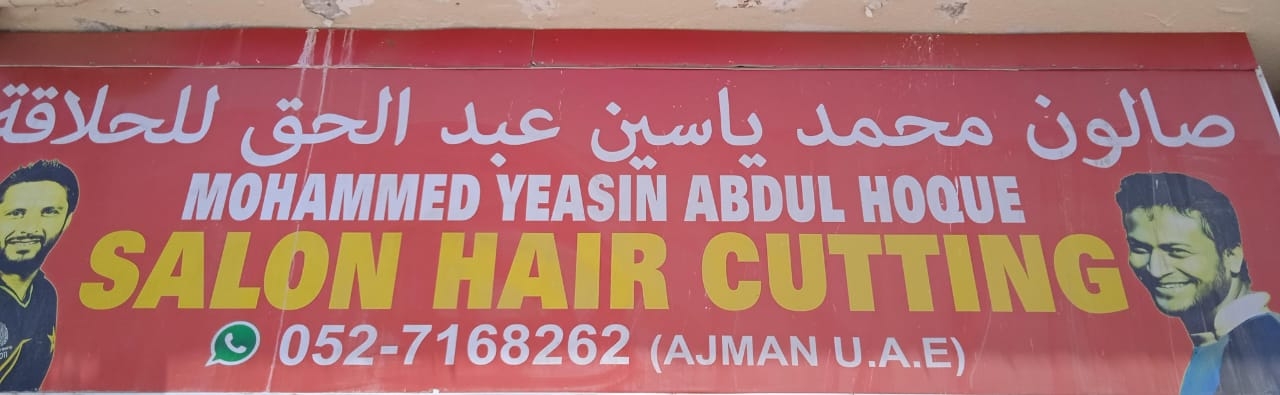 صالون محمد ياسين عبد الحق للحلاقة
MOHAMMED YEASIN ABDUL HOQUE
SALON HAIR CUTTING
052-7168262 (AJMAN U.A.E)